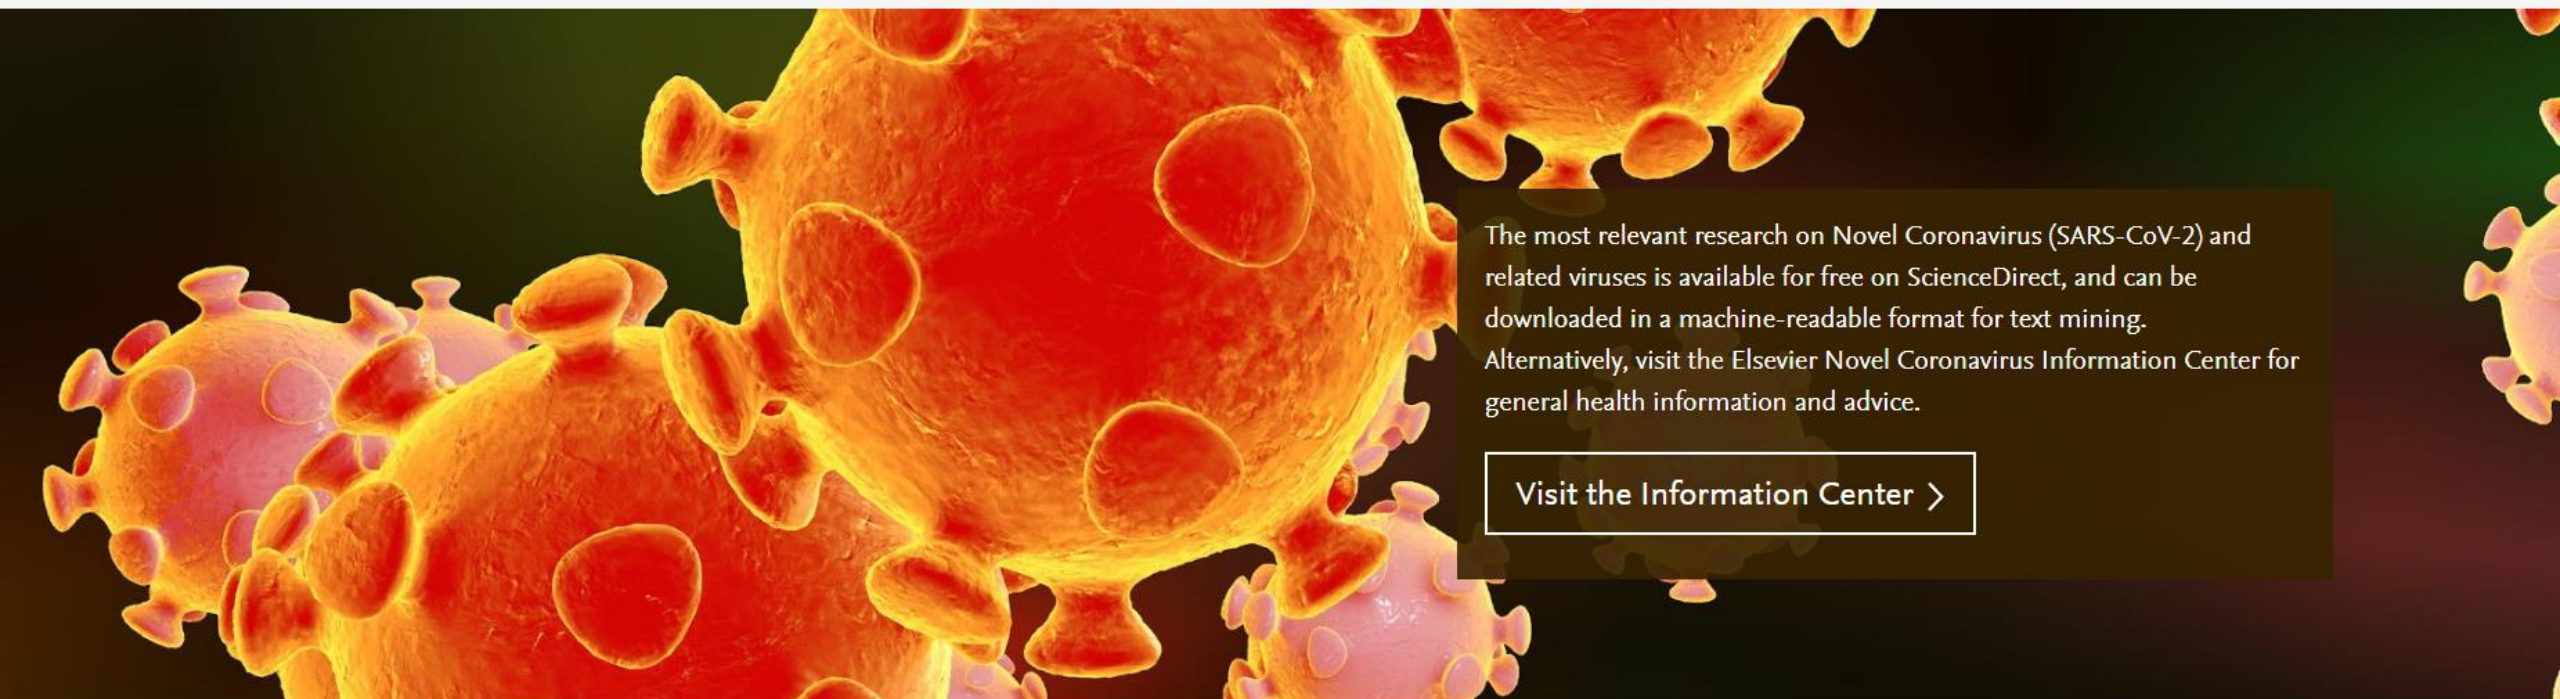 The most relevant research on Novel Coronavirus (SARS-CoV-2) and
related viruses is available for free on ScienceDirect, and can be
downloaded in a machine-readable format for text mining.
Alternatively, visit the Elsevier Novel Coronavirus Information Center for
general health information and advice.
Visit the Information Center >